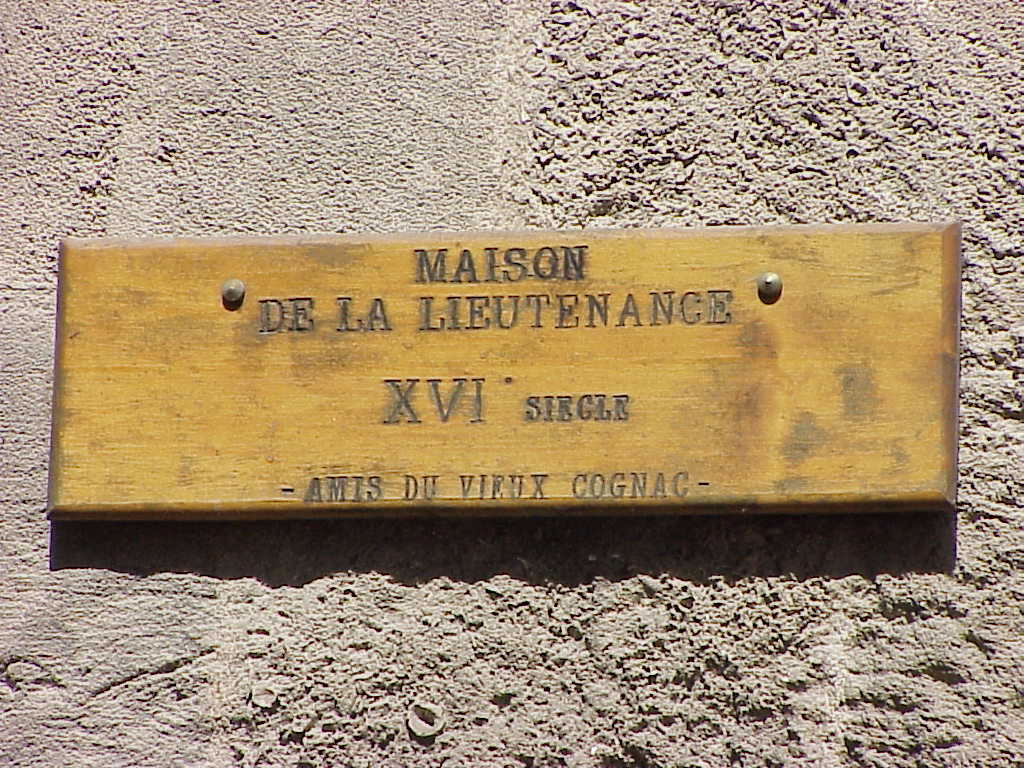 MAISON
DE LA LIEUTENANCE
XVI° SIECLE
- AMIS DU VIEUX COGNAC -